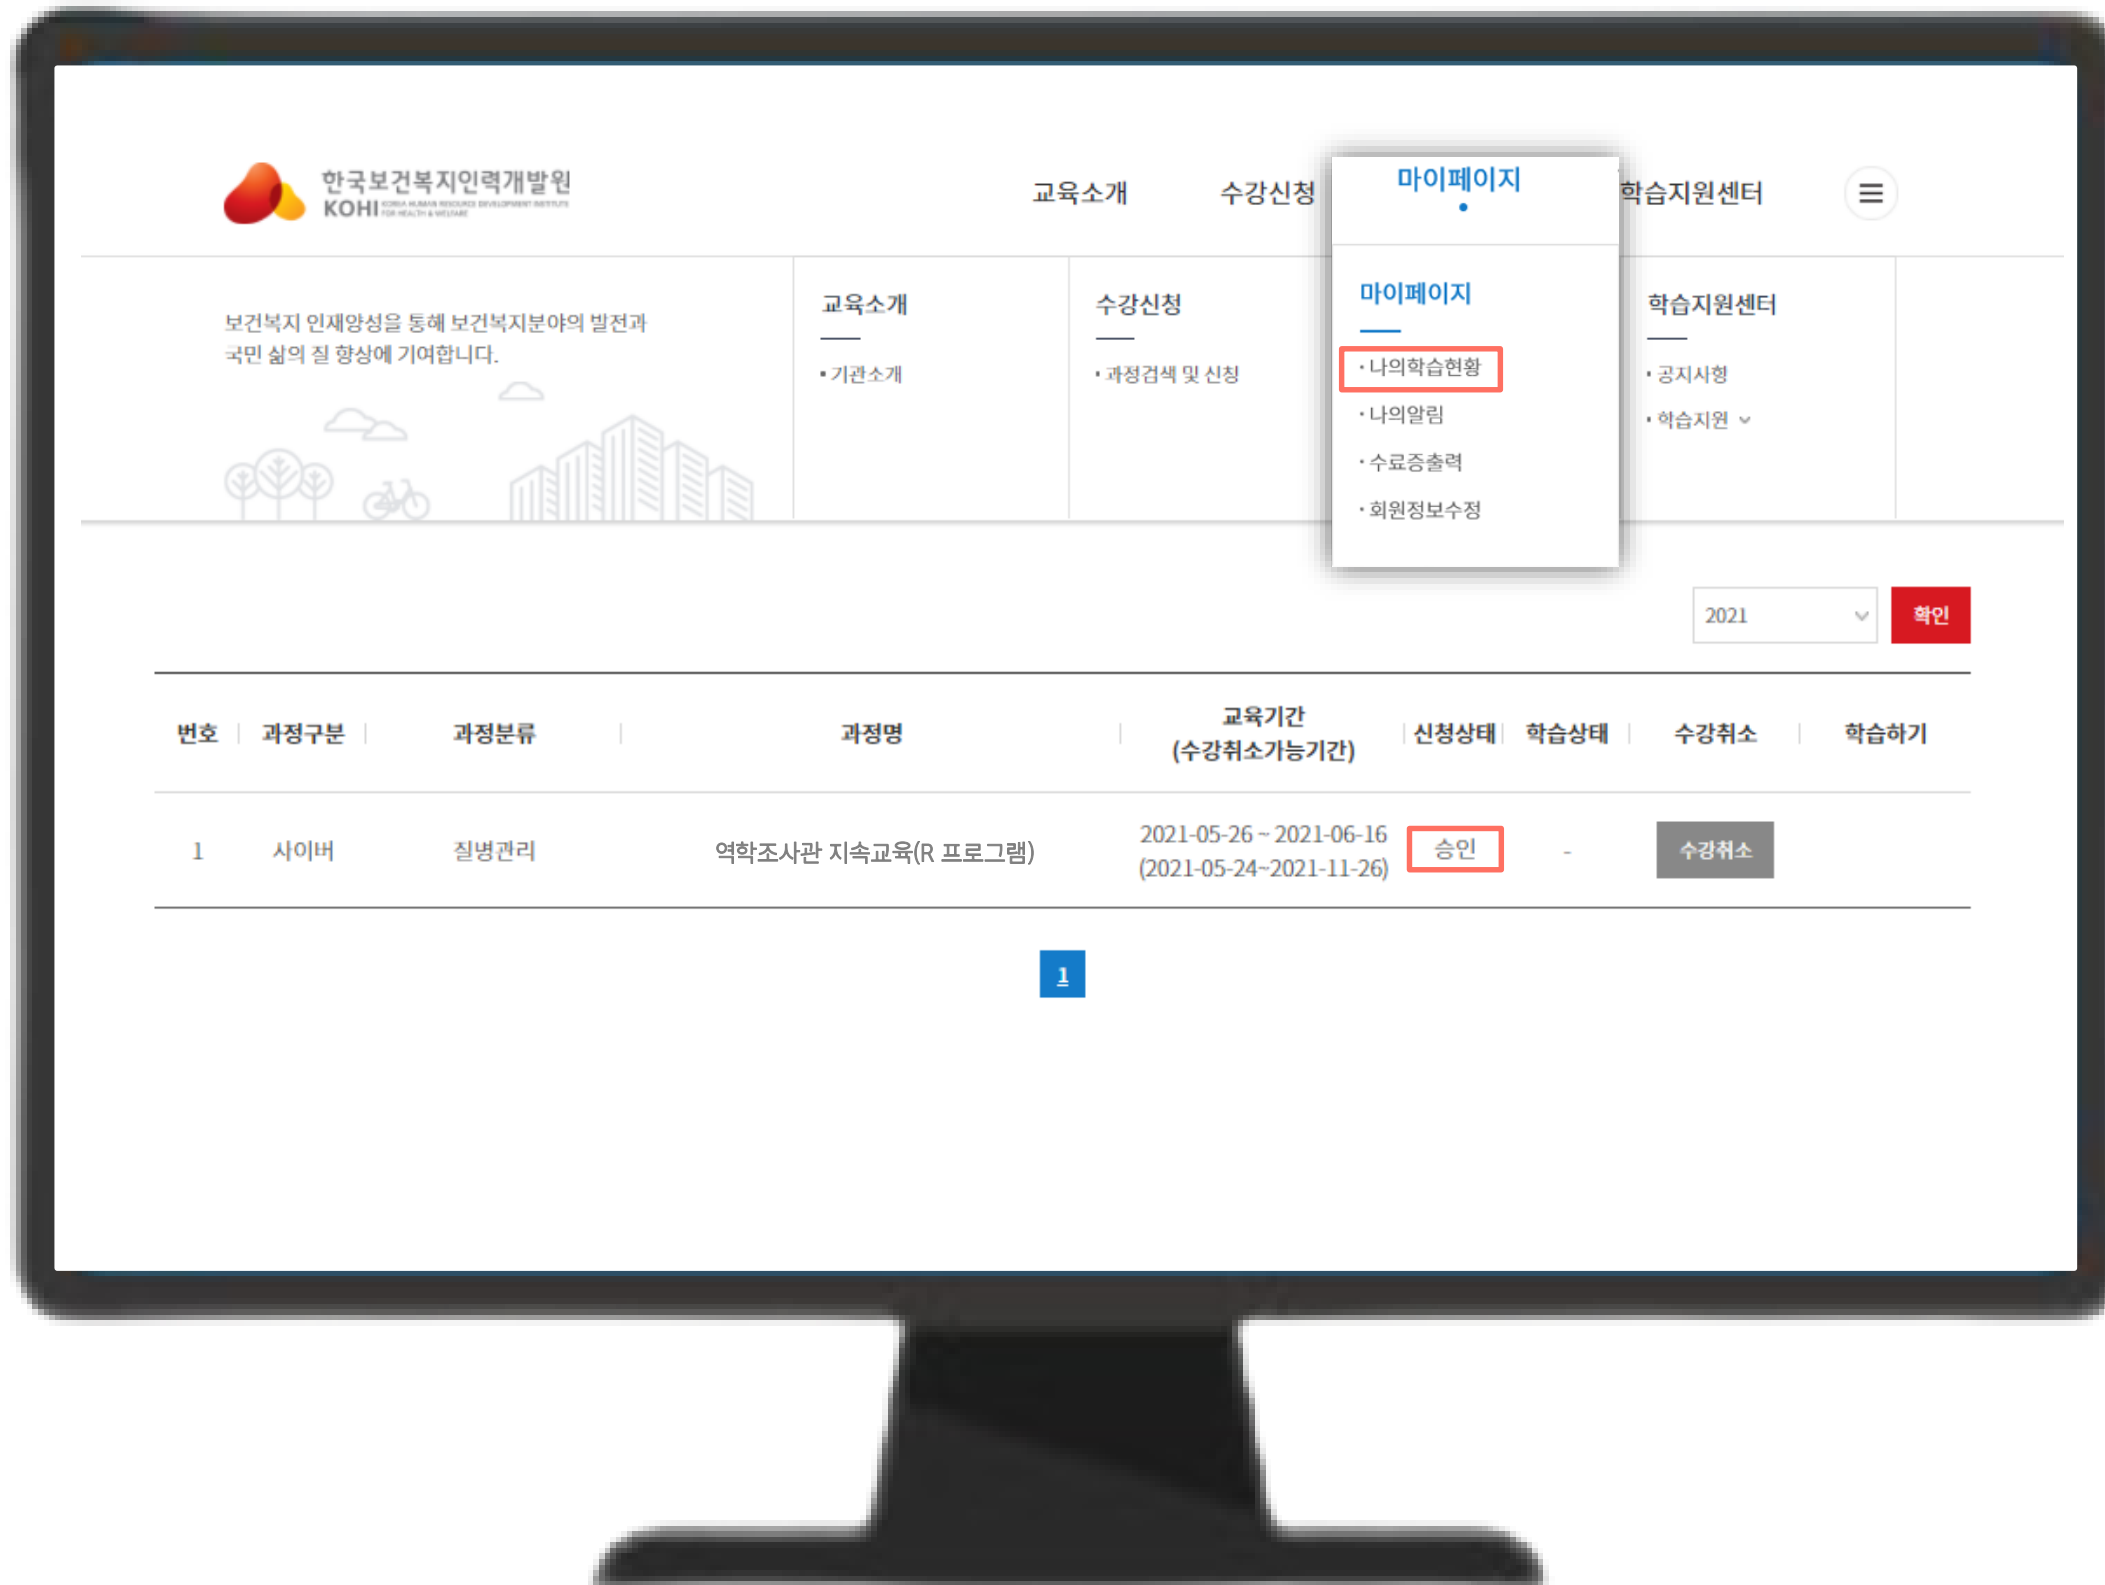 한국보건복지인력개발원
KOHI KOREA HUMAN RESOURCE DEVELOPMENT INSTITUTE
FOR HEALTH & WELFARE
교육소개
수강신청
마이페이지
학습지원센터
보건복지 인재양성을 통해 보건복지분야의 발전과
국민 삶의 질 향상에 기여합니다.
교육소개
• 기관소개
수강신청
• 과정검색 및 신청
마이페이지
· 나의학습현황
· 나의알림
· 수료증출력
· 회원정보수정
학습지원센터
• 공지사항
• 학습지원
2021
확인
번호 과정구분 과정분류 과정명 교육기간 신청상태 학습상태 수강취소 학습하기
(수강취소가능기간)
1 사이버 질병관리 역학조사관 지속교육(R 프로그램) 2021-05-26 ~ 2021-06-16 승인 - 수강취소
(2021-05-24~2021-11-26)
1